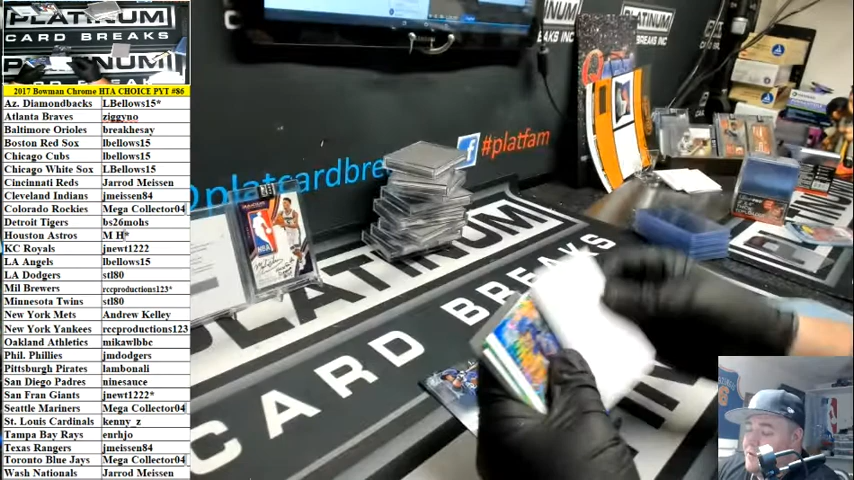 PLATINUM
CARD BREAKS
2017 Bowman Chrome HTA CHOICE PYT #86
Az. Diamondbacks LBellows15*
Atlanta Braves ziggyno
Baltimore Orioles breakhesay
Boston Red Sox lbellows15
Chicago Cubs lbellows15
Chicago White Sox LBellows15
Cincinnati Reds Jarrod Meissen
Cleveland Indians jmeissen84
Colorado Rockies Mega Collector04
Detroit Tigers bs26mohs
Houston Astros M H*
KC Royals jnewt1222
LA Angels lbellows15
LA Dodgers stl80
Mil Brewers rccproductions123*
Minnesota Twins stl80
New York Mets Andrew Kelley
New York Yankees rccproductions123
Oakland Athletics mikawlbbc
Phil. Phillies jmdodgers
Pittsburgh Pirates lambonali
San Diego Padres ninesauce
San Fran Giants jnewt1222*
Seattle Mariners Mega Collector04
St. Louis Cardinals kenny_z
Tampa Bay Rays enrhjo
Texas Rangers jmeissen84
Toronto Blue Jays Mega Collector04
Wash Nationals Jarrod Meissen
PLATINUM
BREAKS INC
@platcardbre
f #platfam
NBA
PLATINUM
CARD BREAKS